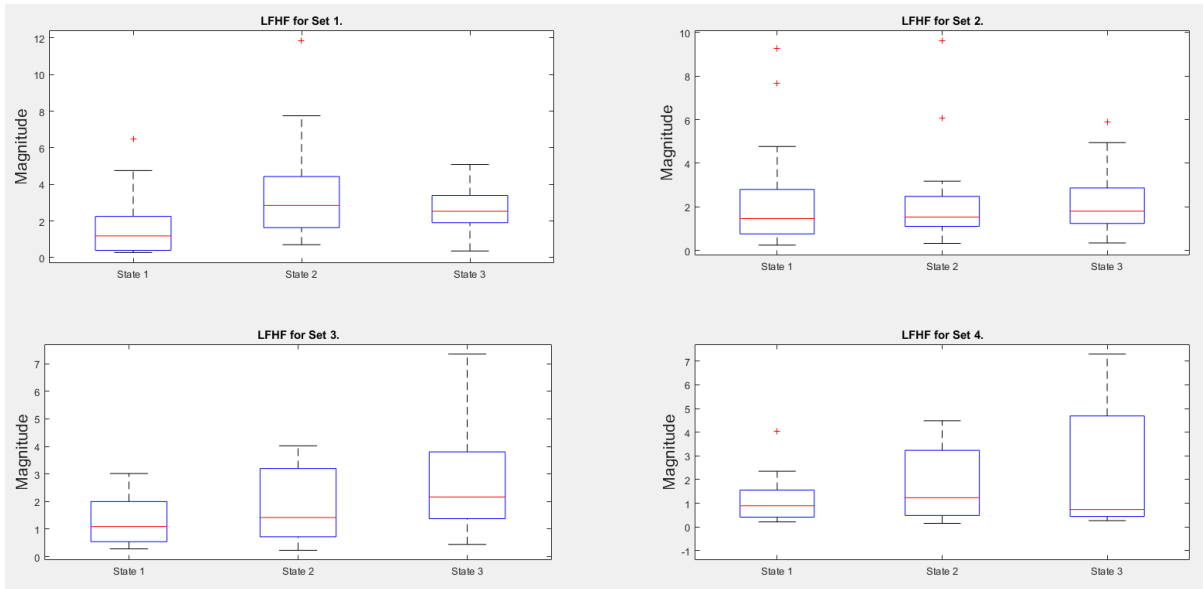 LFHF for Set 1.
Magnitude
12
10
8
6
4
2
0
State 1 State 2 State 3
LFHF for Set 2.
Magnitude
10
8
6
4
2
0
State 1 State 2 State 3
LFHF for Set 3.
Magnitude
7
6
5
4
3
2
1
0
State 1 State 2 State 3
LFHF for Set 4.
Magnitude
7
6
5
4
3
2
1
0
-1
State 1 State 2 State 3